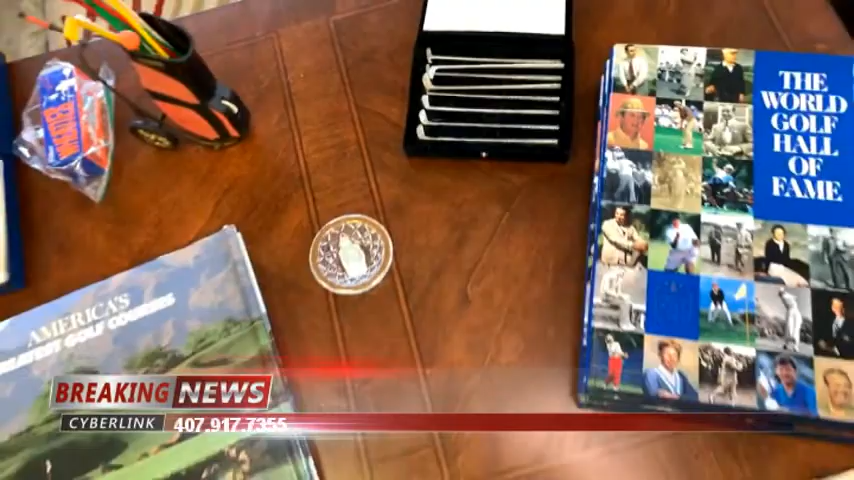 THE
WORLD
GOLF
HALL
OF
FAME
AMERICA'S
GREATEST GOLF COURSES
BREAKING NEWS
CYBERLINK 407.917.7355